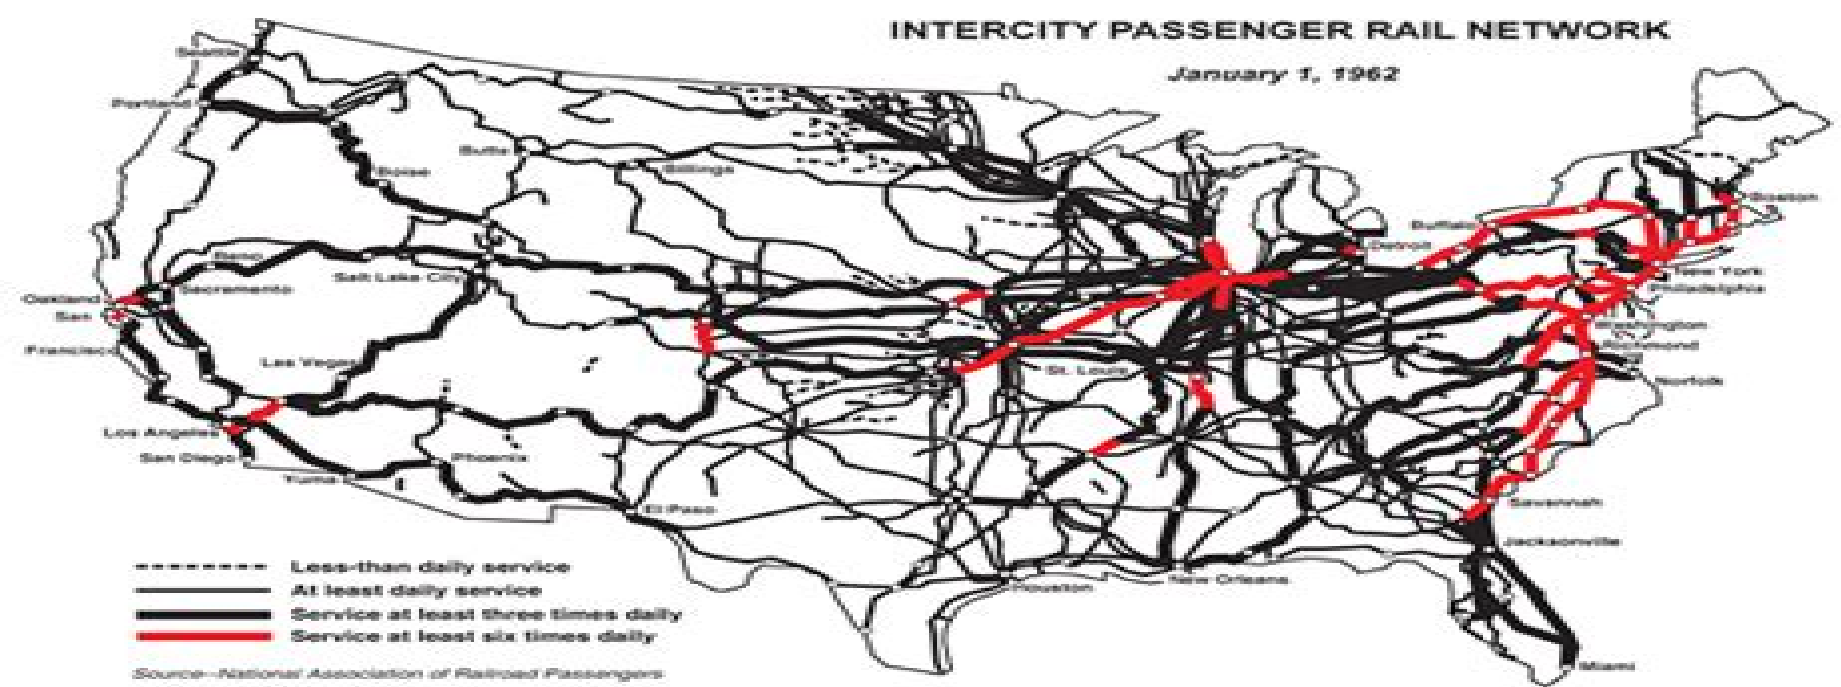 INTERCITY PASSENGER RAIL NETWORK
January 1, 1962
Seattle
Portland
Butte
Billings
Boise
Boston
Buffalo
Detroit
Reno
Salt Lake City
New York
Oakland
Sacramento
Philadelphia
San
Francisco
Washington
Richmond
Las Vegas
St. Louis
Norfolk
Los Angeles
San Diego
Phoenix
Yuma
El Paso
Savannah
Jacksonville
New Orleans
Houston
Miami
Less-than daily service
At least daily service
Service at least three times daily
Service at least six times daily
Source--National Association of Railroad Passengers